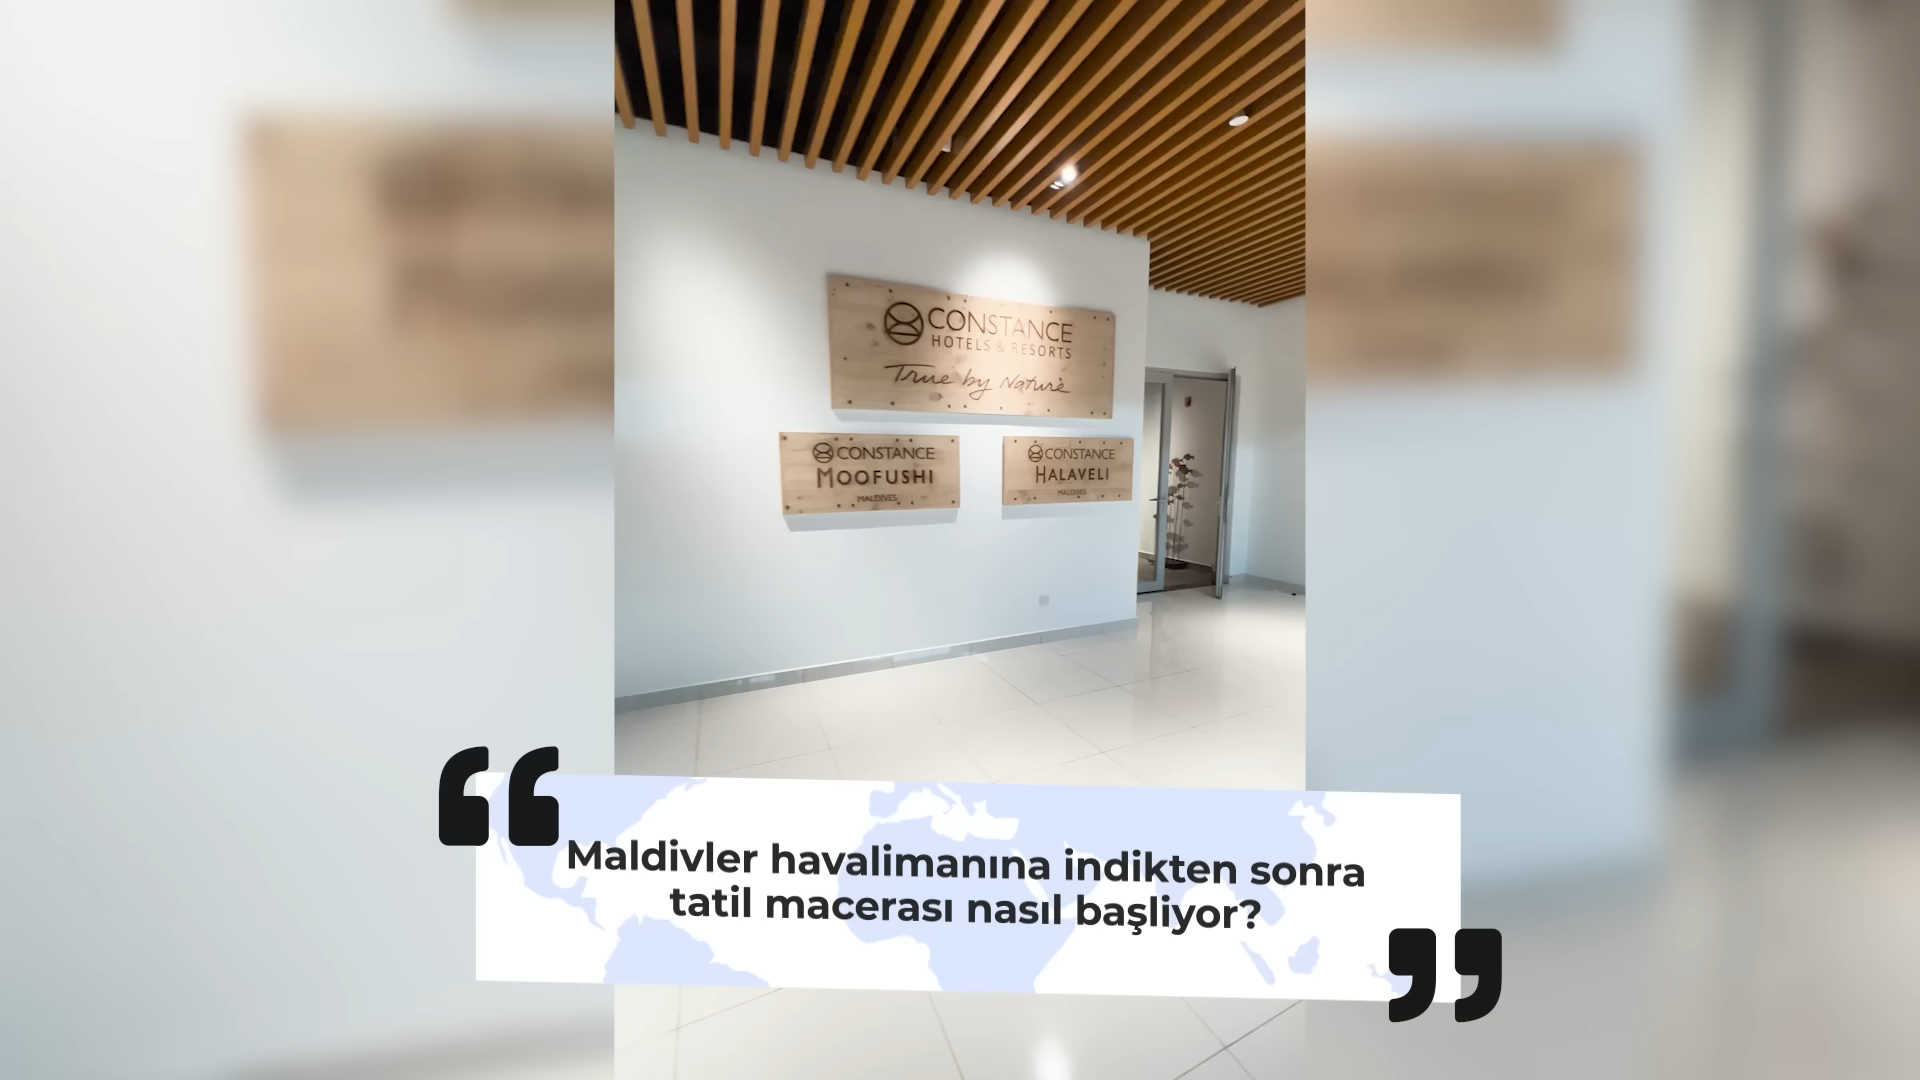 CONSTANCE
HOTELS & RESORTS
True by Nature
CONSTANCE
MOOFUSHI
MALDIVES
CONSTANCE
HALAVELI
MALDIVES
Maldivler havalimanına indikten sonra
tatil macerası nasıl başliyor?